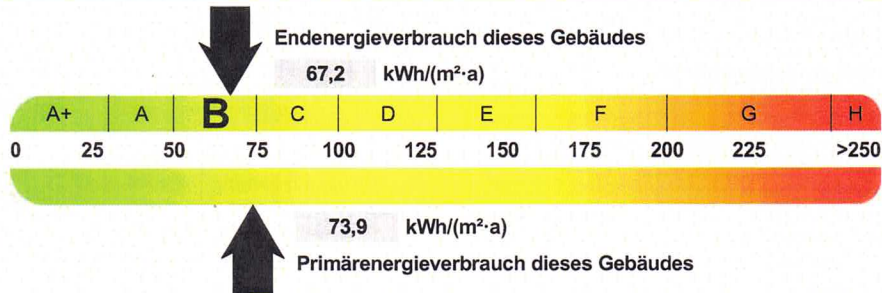 Endenergieverbrauch dieses Gebäudes
67,2 kWh/(m²·a)
A+ A B C D E F G H
0 25 50 75 100 125 150 175 200 225 >250
73,9 kWh/(m²·a)
Primärenergieverbrauch dieses Gebäudes